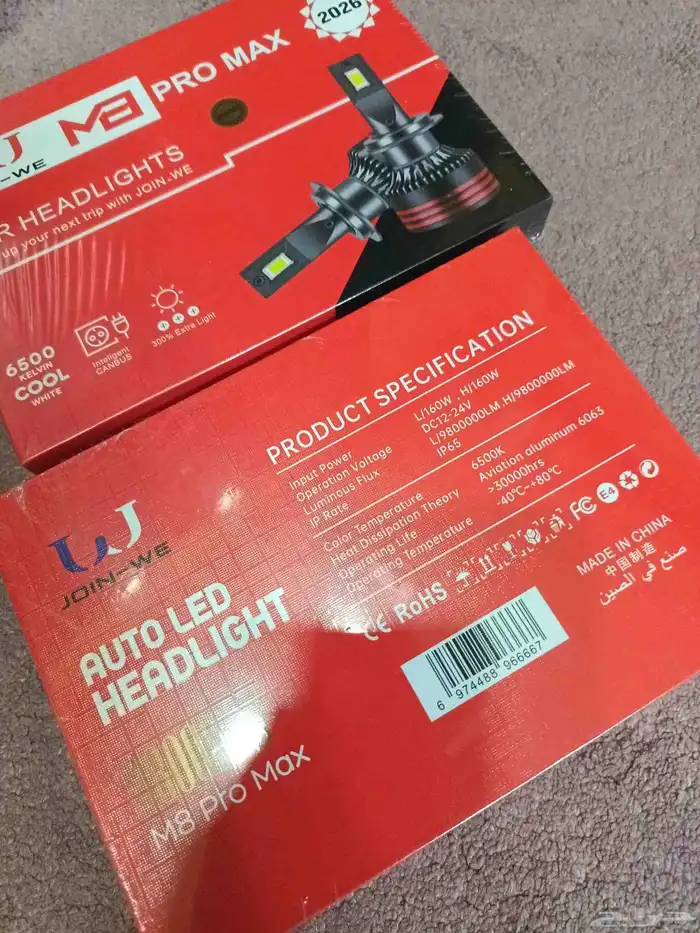 2026
M8 PRO MAX
-WE
R HEADLIGHTS
up your next trip with JOIN-WE
6500
KELVIN
COOL
WHITE
Intelligent
CANBUS
300% Extra Light
PRODUCT SPECIFICATION
Input Power L/160W , H/160W
Operation Voltage DC12-24V
Luminous Flux L/9800000LM, H/9800000LM
IP Rate IP65
Color Temperature 6500K
Heat Dissipation Theory Aviation aluminum 6063
Operating Life >30000hrs
Operating Temperature -40℃~+80℃
CE RoHS FC E4
MADE IN CHINA
中国制造
صنع في الصين
JOIN-WE
AUTO LED
HEADLIGHT
6 974488 966667
M8 Pro Max